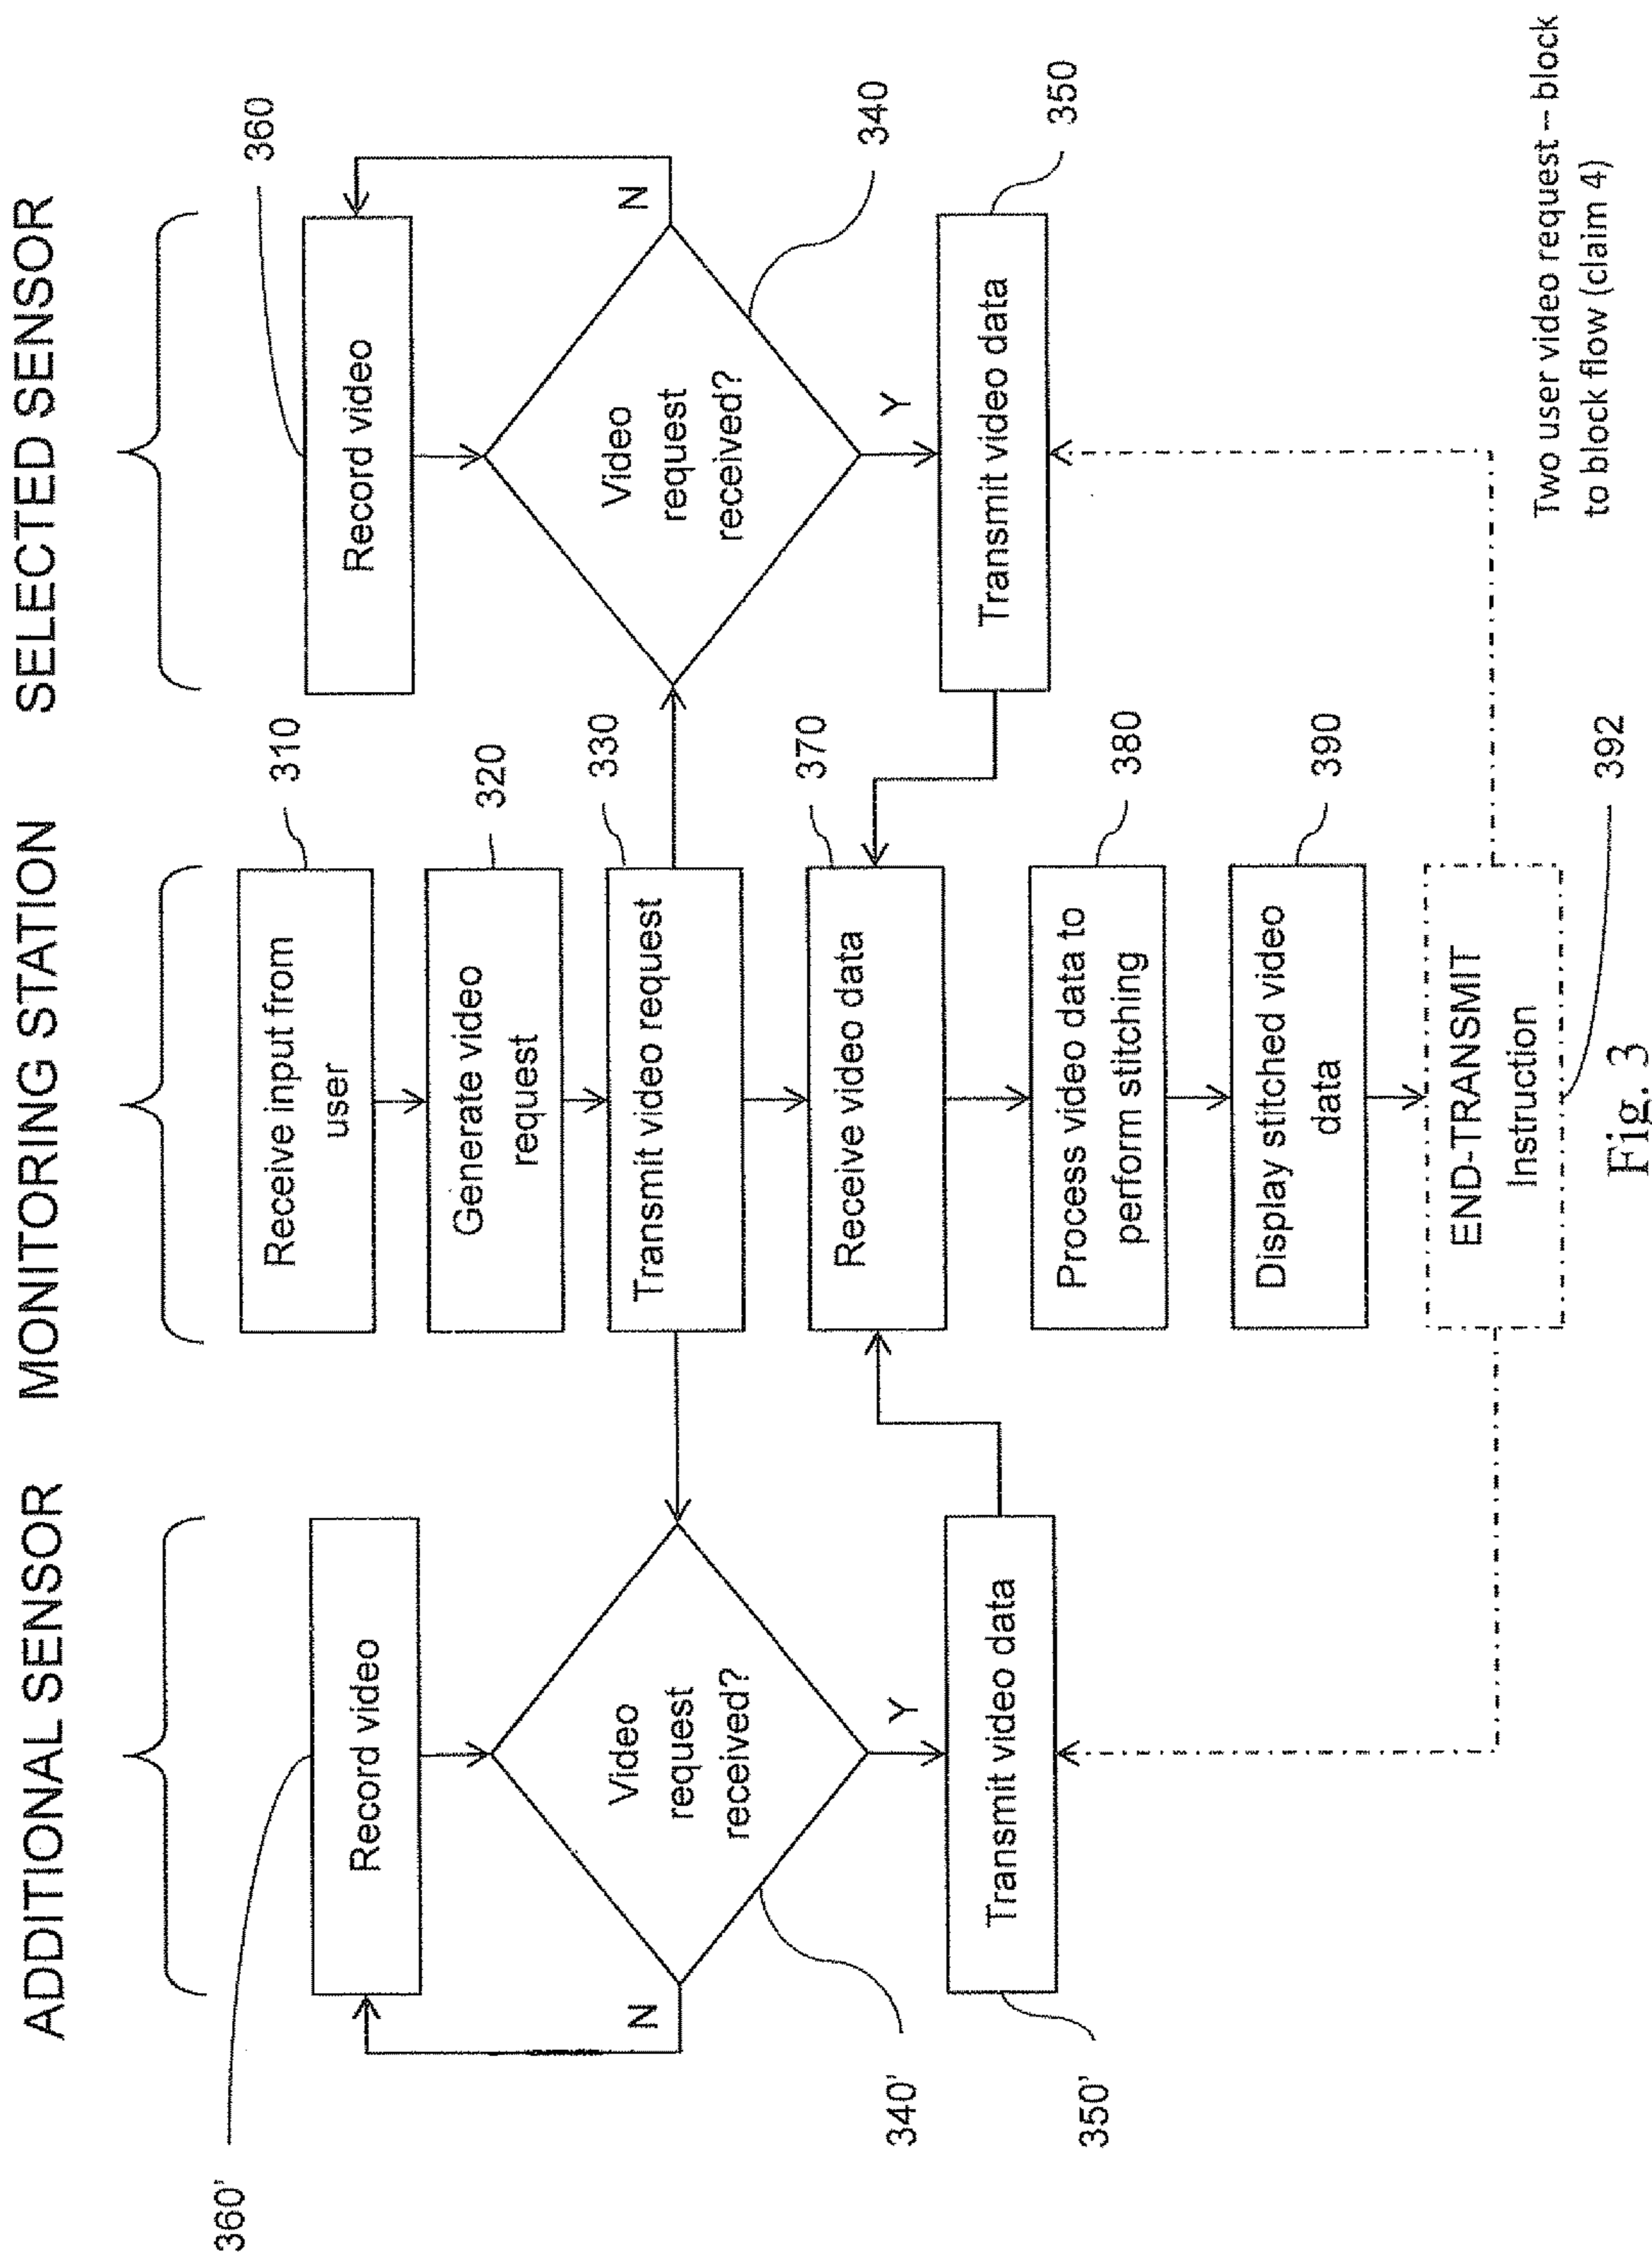 ADDITIONAL SENSOR
MONITORING STATION
SELECTED SENSOR
360'
Record video
Video
request
received?
N
Y
340'
Transmit video data
350'
Receive input from
user
310
Generate video
request
320
Transmit video request
330
Receive video data
370
Process video data to
perform stitching
380
Display stitched video
data
390
END-TRANSMIT
Instruction
392
360
Record video
Video
request
received?
N
Y
340
Transmit video data
350
Two user video request – block
to block flow (claim 4)
Fig. 3